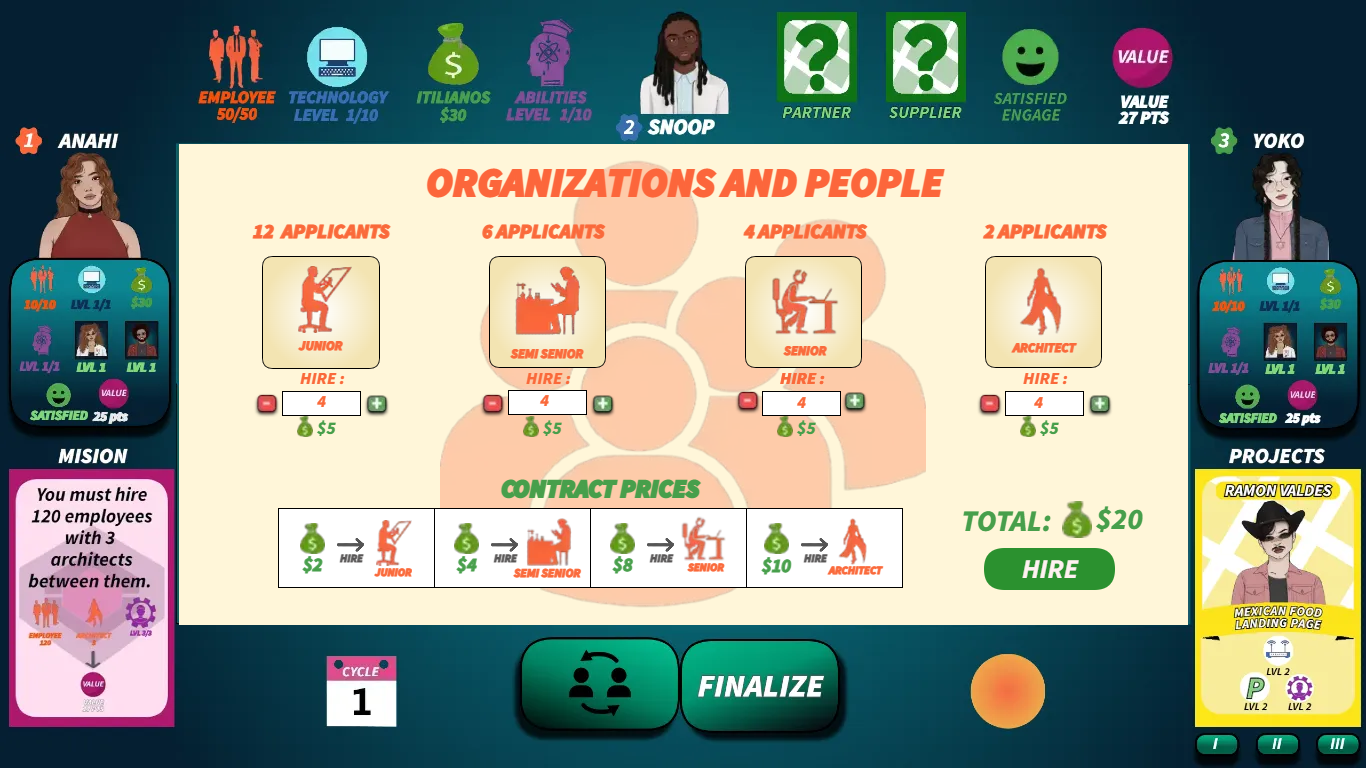 EMPLOYEE
50/50
TECHNOLOGY
LEVEL 1/10
$
ITILIANOS
$30
ABILITIES
LEVEL 1/10
2 SNOOP
?
PARTNER
?
SUPPLIER
SATISFIED
ENGAGE
VALUE
VALUE
27 PTS
1 ANAHI
10/10
LVL 1/1
$
$30
LVL 1/1
LVL 1
LVL 1
VALUE
SATISFIED 25 pts
3 YOKO
10/10
LVL 1/1
$
$30
LVL 1/1
LVL 1
LVL 1
VALUE
SATISFIED 25 pts
ORGANIZATIONS AND PEOPLE
12 APPLICANTS
6 APPLICANTS
4 APPLICANTS
2 APPLICANTS
JUNIOR
SEMI SENIOR
SENIOR
ARCHITECT
HIRE :
HIRE :
HIRE :
HIRE :
- 4 +
- 4 +
- 4 +
- 4 +
$ $5
$ $5
$ $5
$ $5
CONTRACT PRICES
$
$2
HIRE
JUNIOR
$
$4
HIRE
SEMI SENIOR
$
$8
HIRE
SENIOR
$
$10
HIRE
ARCHITECT
TOTAL: $ $20
HIRE
MISION
You must hire
120 employees
with 3
architects
between them.
EMPLOYEE
120
ARCHITECT
3
LVL 3/3
VALUE
PROJECTS
RAMON VALDES
MEXICAN FOOD
LANDING PAGE
LVL 2
P
LVL 2
LVL 2
CYCLE
1
FINALIZE
I
II
III